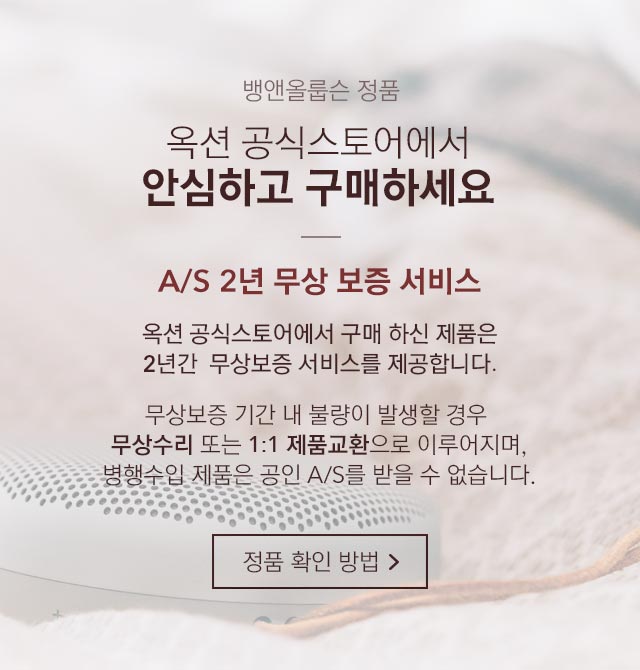 뱅앤올룹슨 정품
옥션 공식스토어에서
안심하고 구매하세요
A/S 2년 무상 보증 서비스
옥션 공식스토어에서 구매 하신 제품은
2년간 무상보증 서비스를 제공합니다.
무상보증 기간 내 불량이 발생할 경우
무상수리 또는 1:1 제품교환으로 이루어지며,
병행수입 제품은 공인 A/S를 받을 수 없습니다.
정품 확인 방법 >